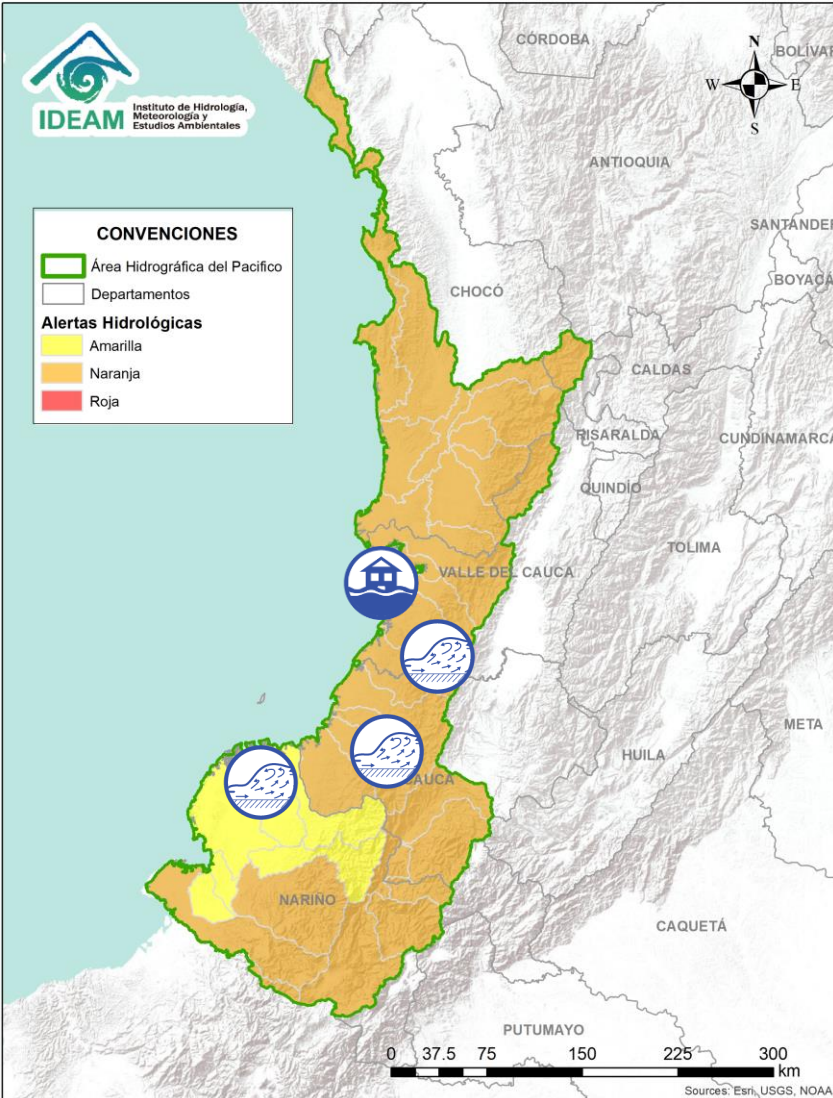 IDEAM
Instituto de Hidrología,
Meteorología y
Estudios Ambientales
CONVENCIONES
Área Hidrográfica del Pacifico
Departamentos
Alertas Hidrológicas
Amarilla
Naranja
Roja
N
W E
S
CÓRDOBA
BOLÍVAR
ANTIOQUIA
SANTANDER
BOYACÁ
CHOCÓ
CALDAS
RISARALDA
CUNDINAMARCA
QUINDÍO
TOLIMA
VALLE DEL CAUCA
META
HUILA
CAUCA
NARIÑO
CAQUETÁ
PUTUMAYO
0 37.5 75 150 225 300
km
Sources: Esri, USGS, NOAA